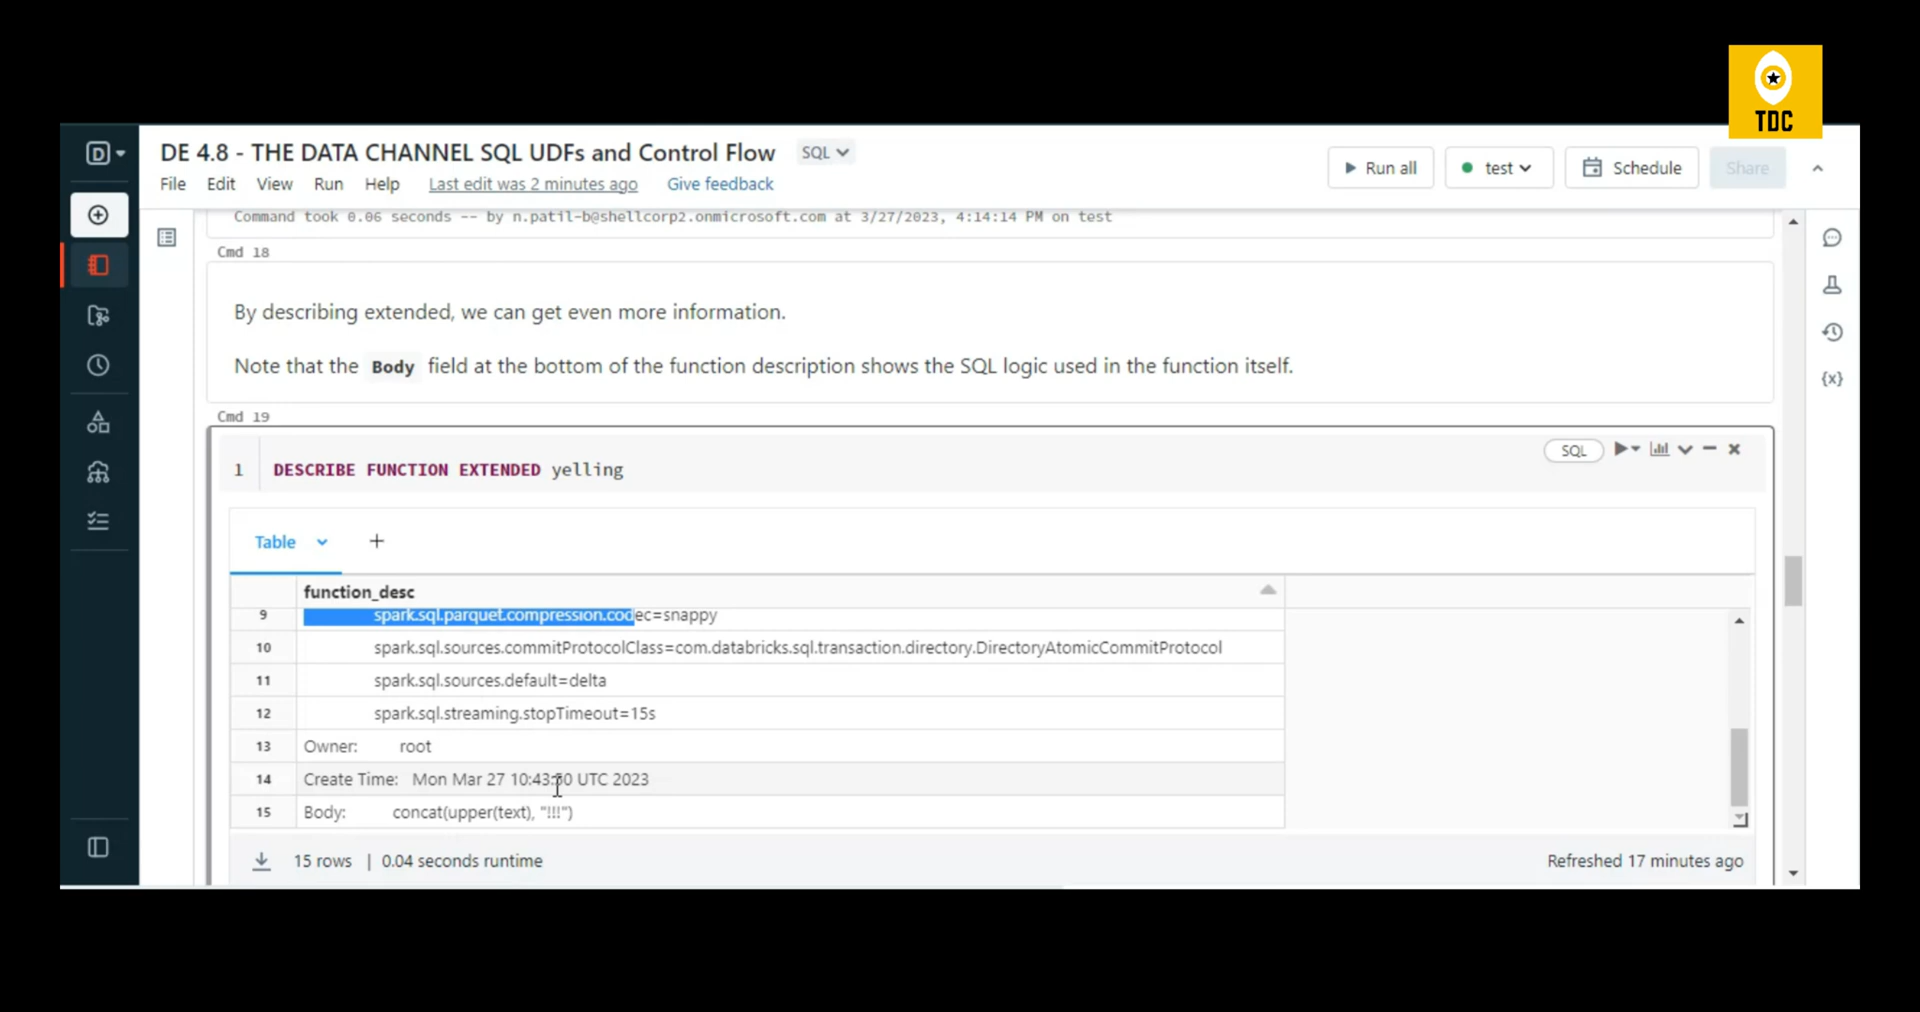 TDC
DE 4.8 - THE DATA CHANNEL SQL UDFs and Control Flow SQL
File Edit View Run Help Last edit was 2 minutes ago Give feedback
Run all test Schedule Share
Command took 0.06 seconds -- by n.patil-b@shellcorp2.onmicrosoft.com at 3/27/2023, 4:14:14 PM on test
Cmd 18
By describing extended, we can get even more information.
Note that the Body field at the bottom of the function description shows the SQL logic used in the function itself.
Cmd 19
SQL
1 DESCRIBE FUNCTION EXTENDED yelling
Table +
function_desc
9 spark.sql.parquet.compression.codec=snappy
10 spark.sql.sources.commitProtocolClass=com.databricks.sql.transaction.directory.DirectoryAtomicCommitProtocol
11 spark.sql.sources.default=delta
12 spark.sql.streaming.stopTimeout=15s
13 Owner: root
14 Create Time: Mon Mar 27 UTC 2023
15 Body: concat(upper(text), "!!!")
15 rows | 0.04 seconds runtime
Refreshed 17 minutes ago